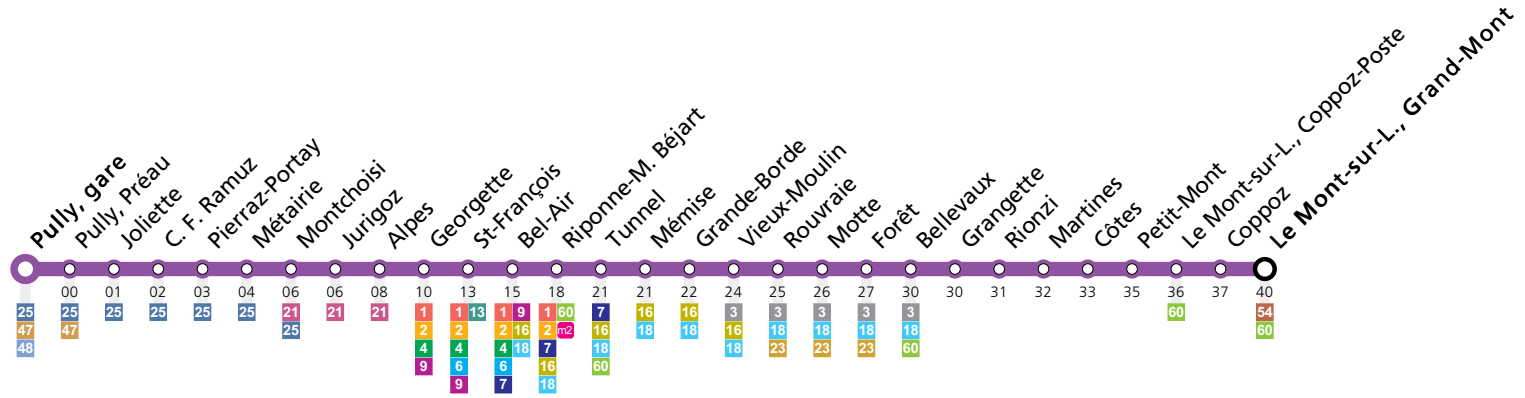 Pully, gare
Pully, Préau
Joliette
C. F. Ramuz
Pierraz-Portay
Métairie
Montchoisi
Jurigoz
Alpes
Georgette
St-François
Bel-Air
Riponne-M. Béjart
Tunnel
Mémise
Grande-Borde
Vieux-Moulin
Rouvraie
Motte
Forêt
Bellevaux
Grangette
Rionzi
Martines
Côtes
Petit-Mont
Le Mont-sur-L., Coppoz-Poste
Coppoz
Le Mont-sur-L., Grand-Mont
00 01 02 03 04 06 06 08 10 13 15 18 21 21 22 24 25 26 27 30 30 31 32 33 35 36 37 40
25 25 25 25 25 25 21 21 21 1 1 13 1 9 1 60 7 16 16 3 3 3 3 3 60 54
47 47 25 2 2 2 16 2 m2 16 18 18 16 18 18 18 18 60
48 4 4 4 18 7 18 18 23 23 23 60
9 6 6 16 60
9 7 18